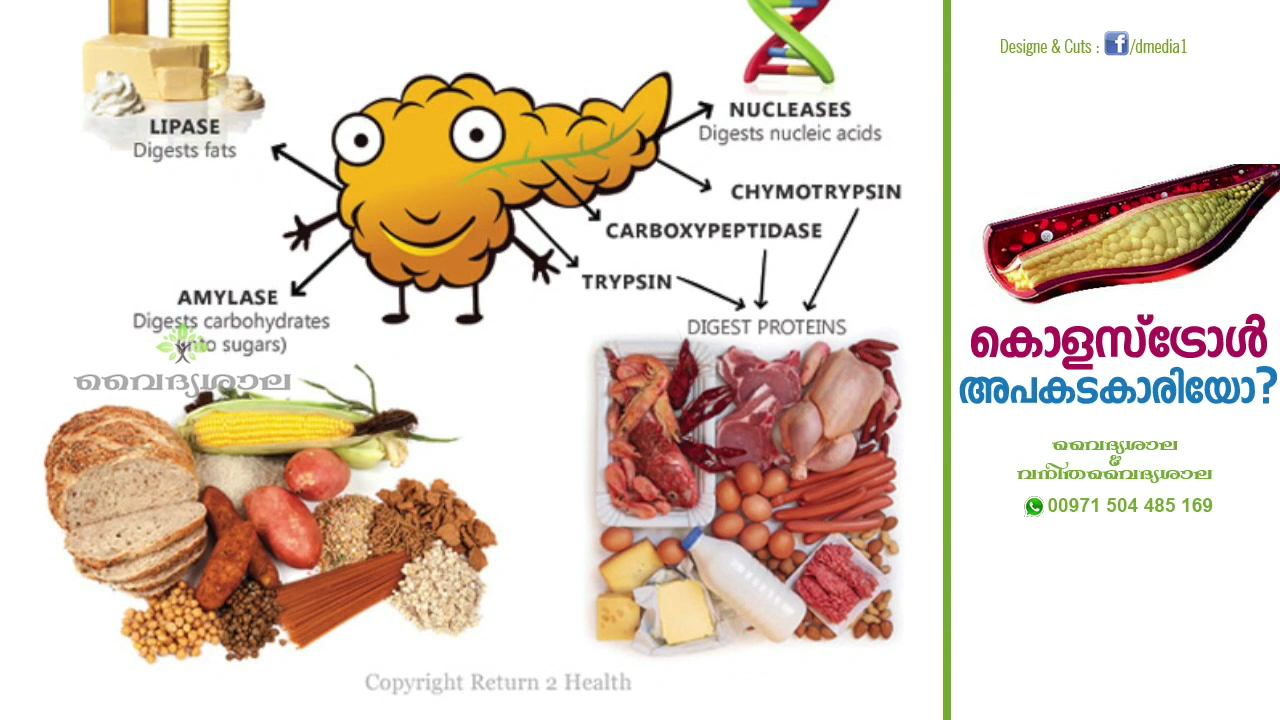 LIPASE
Digests fats
NUCLEASES
Digests nucleic acids
CHYMOTRYPSIN
CARBOXYPEPTIDASE
TRYPSIN
AMYLASE
Digests carbohydrates
(into sugars)
DIGEST PROTEINS
വൈദ്യശാല
Copyright Return 2 Health
Designe & Cuts : f/dmedia1
കൊളസ്ട്രോൾ
അപകടകാരിയോ?
വൈദ്യശാല
&
വനിതാവൈദ്യശാല
00971 504 485 169